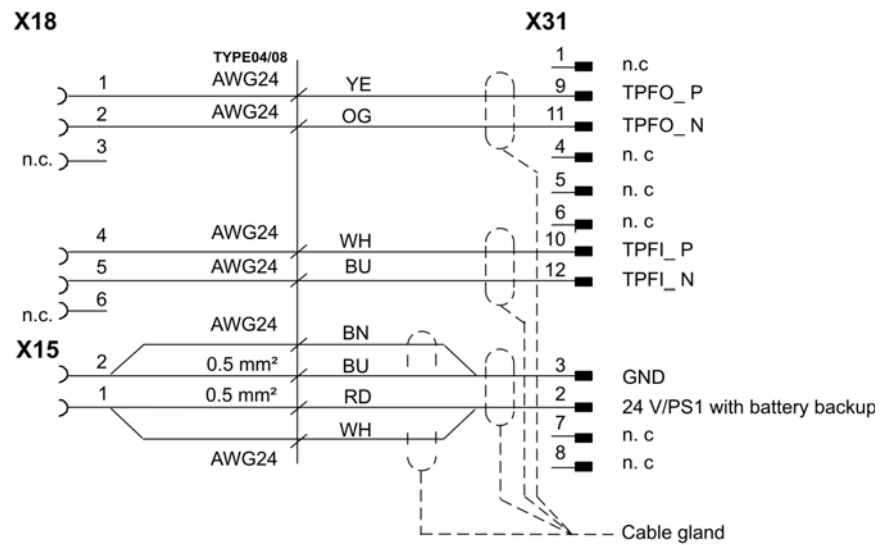 X18 X31
TYPE04/08 1 n.c
1 AWG24 YE 9 TPFO_ P
2 AWG24 OG 11 TPFO_ N
n.c. 3 4 n. c
5 n. c
6 n. c
4 AWG24 WH 10 TPFI_ P
5 AWG24 BU 12 TPFI_ N
n.c. 6
AWG24 BN
X15
2 0.5 mm² BU 3 GND
1 0.5 mm² RD 2 24 V/PS1 with battery backup
WH 7 n. c
AWG24 8 n. c
Cable gland